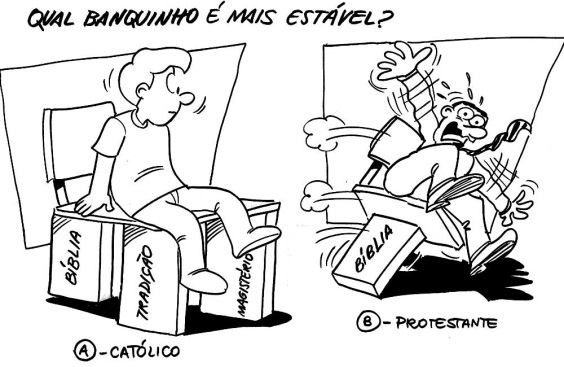 QUAL BANQUINHO É MAIS ESTÁVEL?
BÍBLIA
TRADIÇÃO
MAGISTÉRIO
BÍBLIA
A - CATÓLICO
B - PROTESTANTE